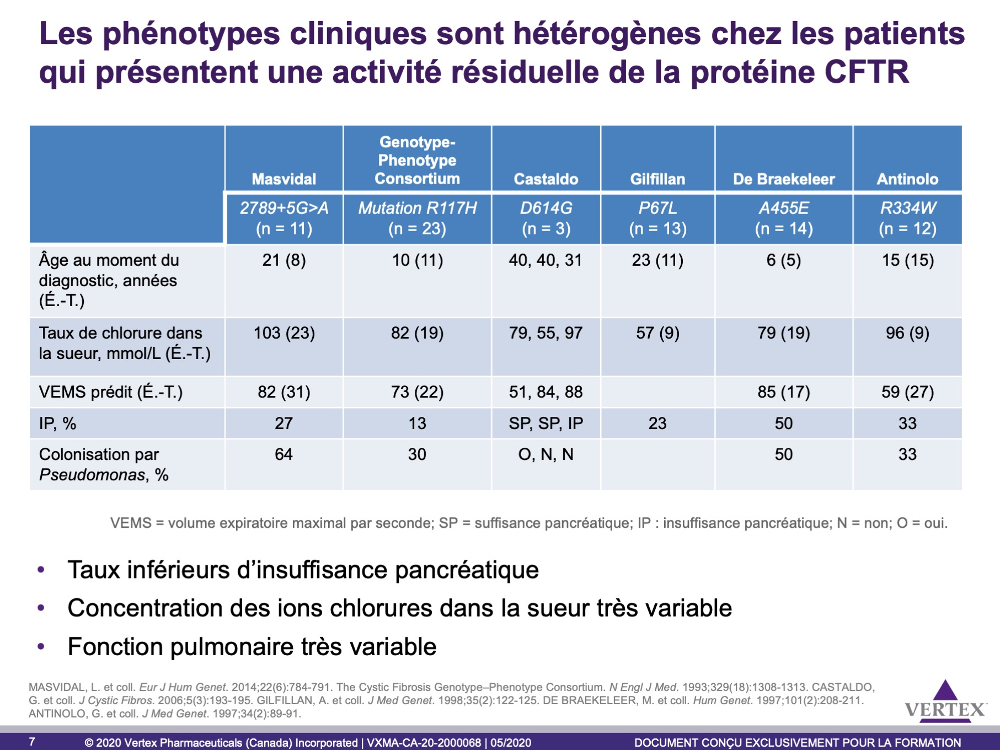 Les phénotypes cliniques sont hétérogènes chez les patients
qui présentent une activité résiduelle de la protéine CFTR
Masvidal
Genotype-
Phenotype
Consortium
Castaldo
Gilfillan
De Braekeleer
Antinolo
2789+5G>A
(n = 11)
Mutation R117H
(n = 23)
D614G
(n = 3)
P67L
(n = 13)
A455E
(n = 14)
R334W
(n = 12)
Âge au moment du
diagnostic, années
(É.-T.)
21 (8)
10 (11)
40, 40, 31
23 (11)
6 (5)
15 (15)
Taux de chlorure dans
la sueur, mmol/L (É.-T.)
103 (23)
82 (19)
79, 55, 97
57 (9)
79 (19)
96 (9)
VEMS prédit (É.-T.)
82 (31)
73 (22)
51, 84, 88
85 (17)
59 (27)
IP, %
27
13
SP, SP, IP
23
50
33
Colonisation par
Pseudomonas, %
64
30
O, N, N
50
33
VEMS = volume expiratoire maximal par seconde; SP = suffisance pancréatique; IP : insuffisance pancréatique; N = non; O = oui.
• Taux inférieurs d’insuffisance pancréatique
• Concentration des ions chlorures dans la sueur très variable
• Fonction pulmonaire très variable
MASVIDAL, L. et coll. Eur J Hum Genet. 2014;22(6):784-791. The Cystic Fibrosis Genotype–Phenotype Consortium. N Engl J Med. 1993;329(18):1308-1313. CASTALDO,
G. et coll. J Cystic Fibros. 2006;5(3):193-195. GILFILLAN, A. et coll. J Med Genet. 1998;35(2):122-125. DE BRAEKELEER, M. et coll. Hum Genet. 1997;101(2):208-211.
ANTINOLO, G. et coll. J Med Genet. 1997;34(2):89-91.
VERTEX™
7
© 2020 Vertex Pharmaceuticals (Canada) Incorporated | VXMA-CA-20-2000068 | 05/2020
DOCUMENT CONÇU EXCLUSIVEMENT POUR LA FORMATION